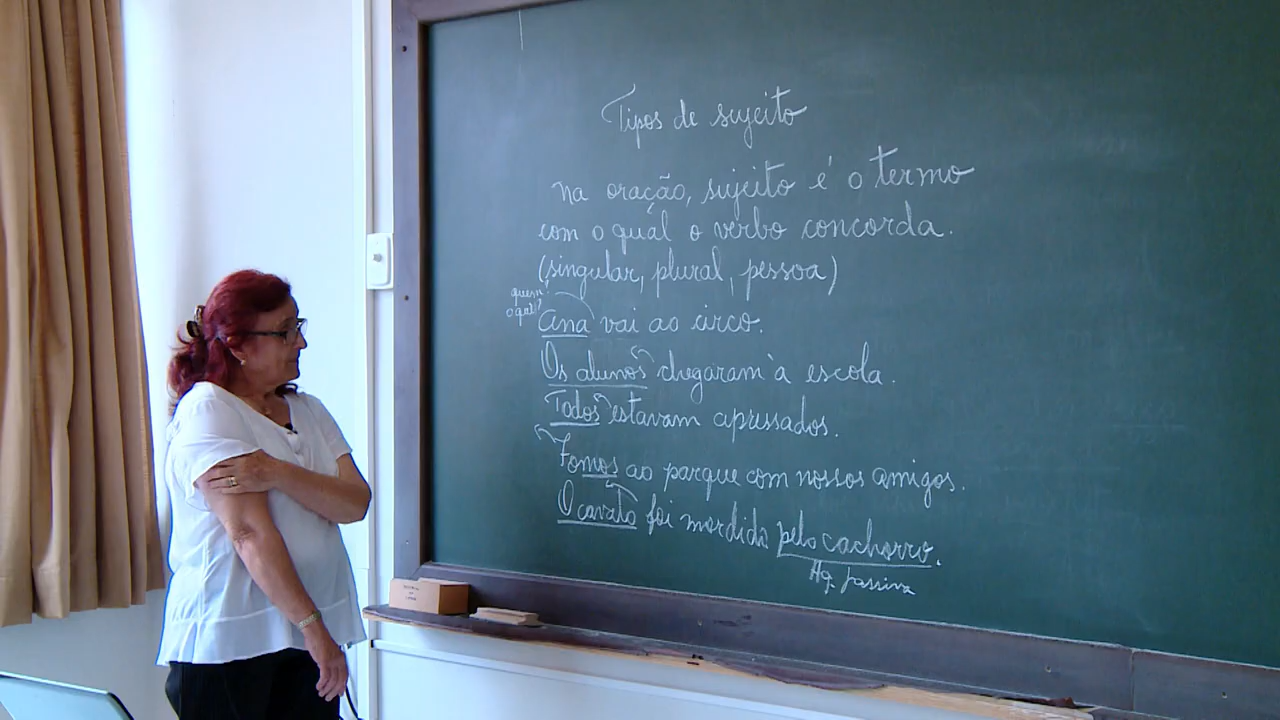 Tipos de sujeito
Na oração, sujeito é o termo
com o qual o verbo concorda.
(singular, plural, pessoa)
quem?
o quê?
Ana vai ao circo.
Os alunos chegaram à escola.
Todos estavam apressados.
Fomos ao parque com nossos amigos.
O cavalo foi mordido pelo cachorro.
Ag. passiva